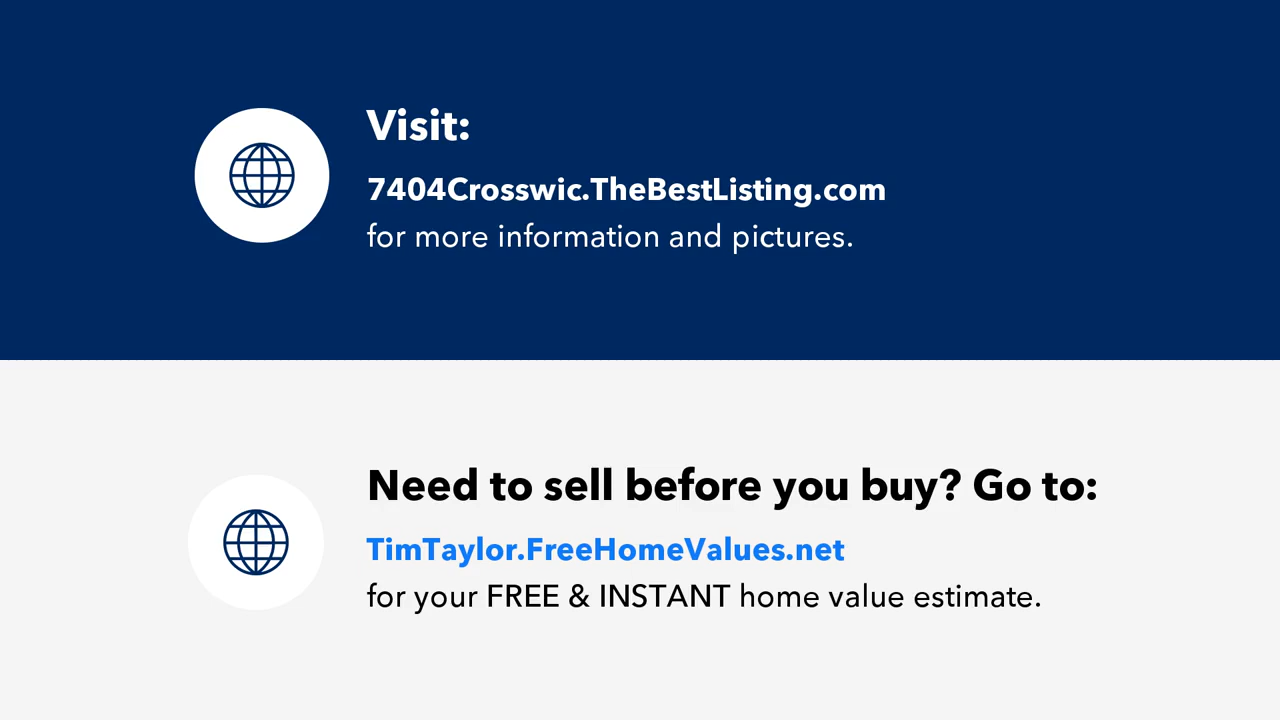 Visit:
7404Crosswic.TheBestListing.com
for more information and pictures.
Need to sell before you buy? Go to:
TimTaylor.FreeHomeValues.net
for your FREE & INSTANT home value estimate.